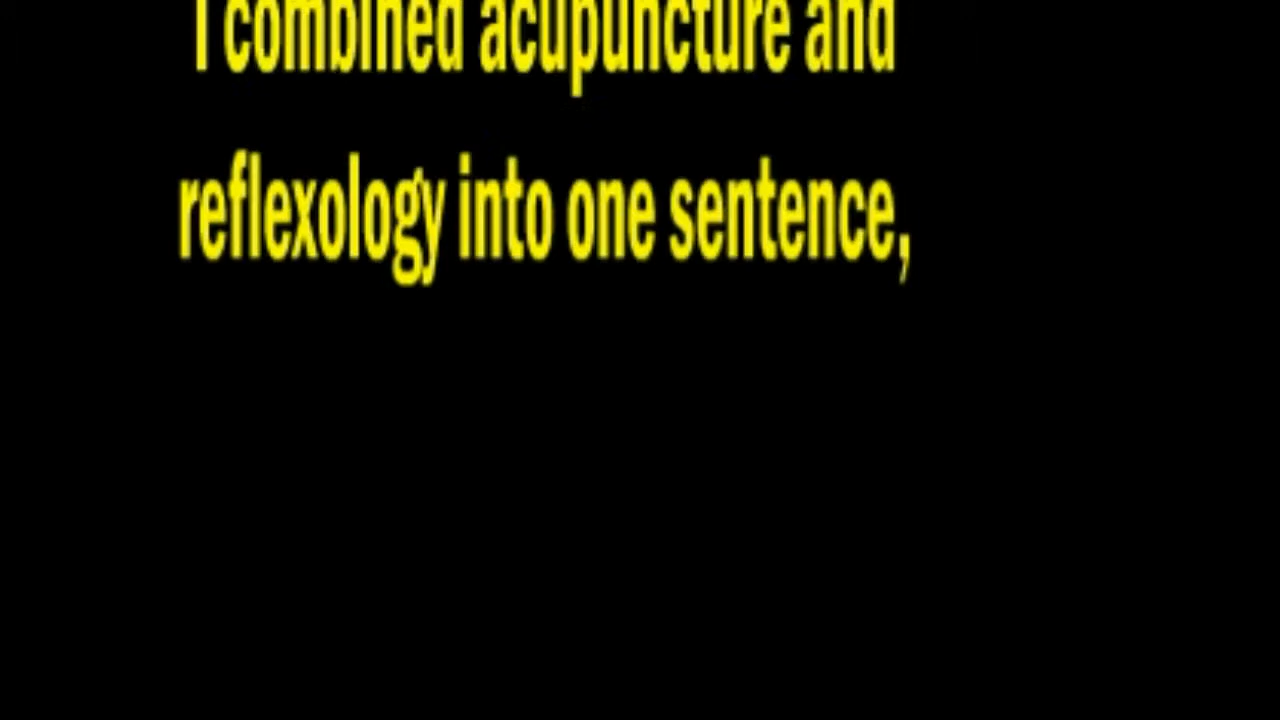 I combined acupuncture and
reflexology into one sentence,